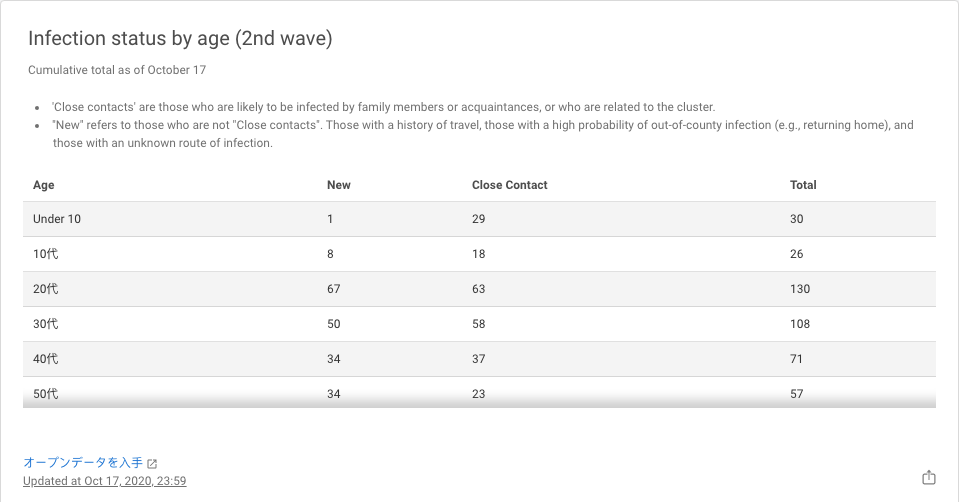 Infection status by age (2nd wave)
Cumulative total as of October 17
'Close contacts' are those who are likely to be infected by family members or acquaintances, or who are related to the cluster.
"New" refers to those who are not "Close contacts". Those with a history of travel, those with a high probability of out-of-county infection (e.g., returning home), and
those with an unknown route of infection.
Age New Close Contact Total
Under 10 1 29 30
10代 8 18 26
20代 67 63 130
30代 50 58 108
40代 34 37 71
50代 34 23 57
オープンデータを入手
Updated at Oct 17, 2020, 23:59